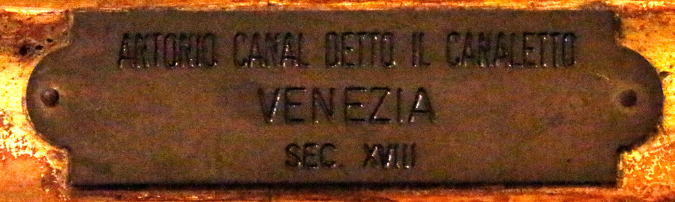 ANTONIO CANAL DETTO IL CANALETTO
VENEZIA
SEC. XVIII